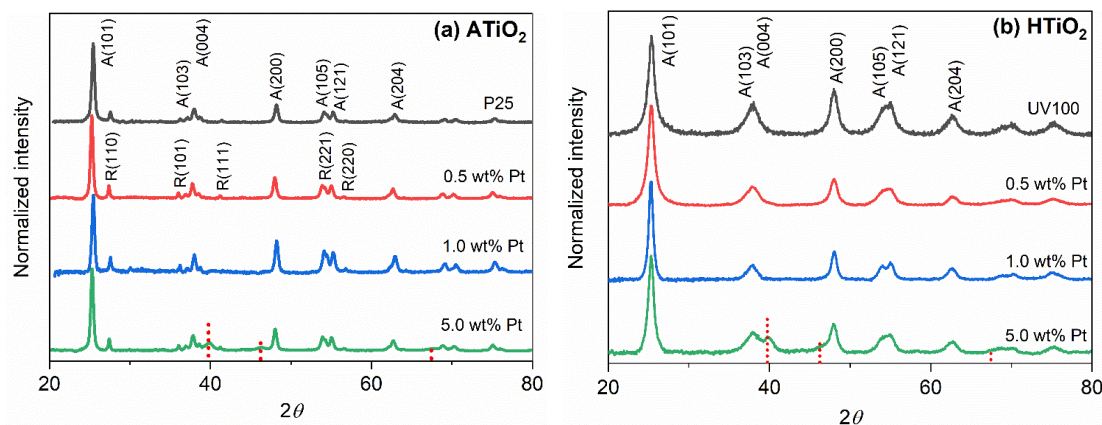 (a) ATiO₂
A(101)
A(103)
A(004)
A(200)
A(105)
A(121)
A(204)
P25
R(110)
R(101)
R(111)
R(221)
R(220)
0.5 wt% Pt
1.0 wt% Pt
5.0 wt% Pt
Normalized intensity
20 40 60 80
2θ
(b) HTiO₂
A(101)
A(103)
A(004)
A(200)
A(105)
A(121)
A(204)
UV100
0.5 wt% Pt
1.0 wt% Pt
5.0 wt% Pt
Normalized intensity
20 40 60 80
2θ